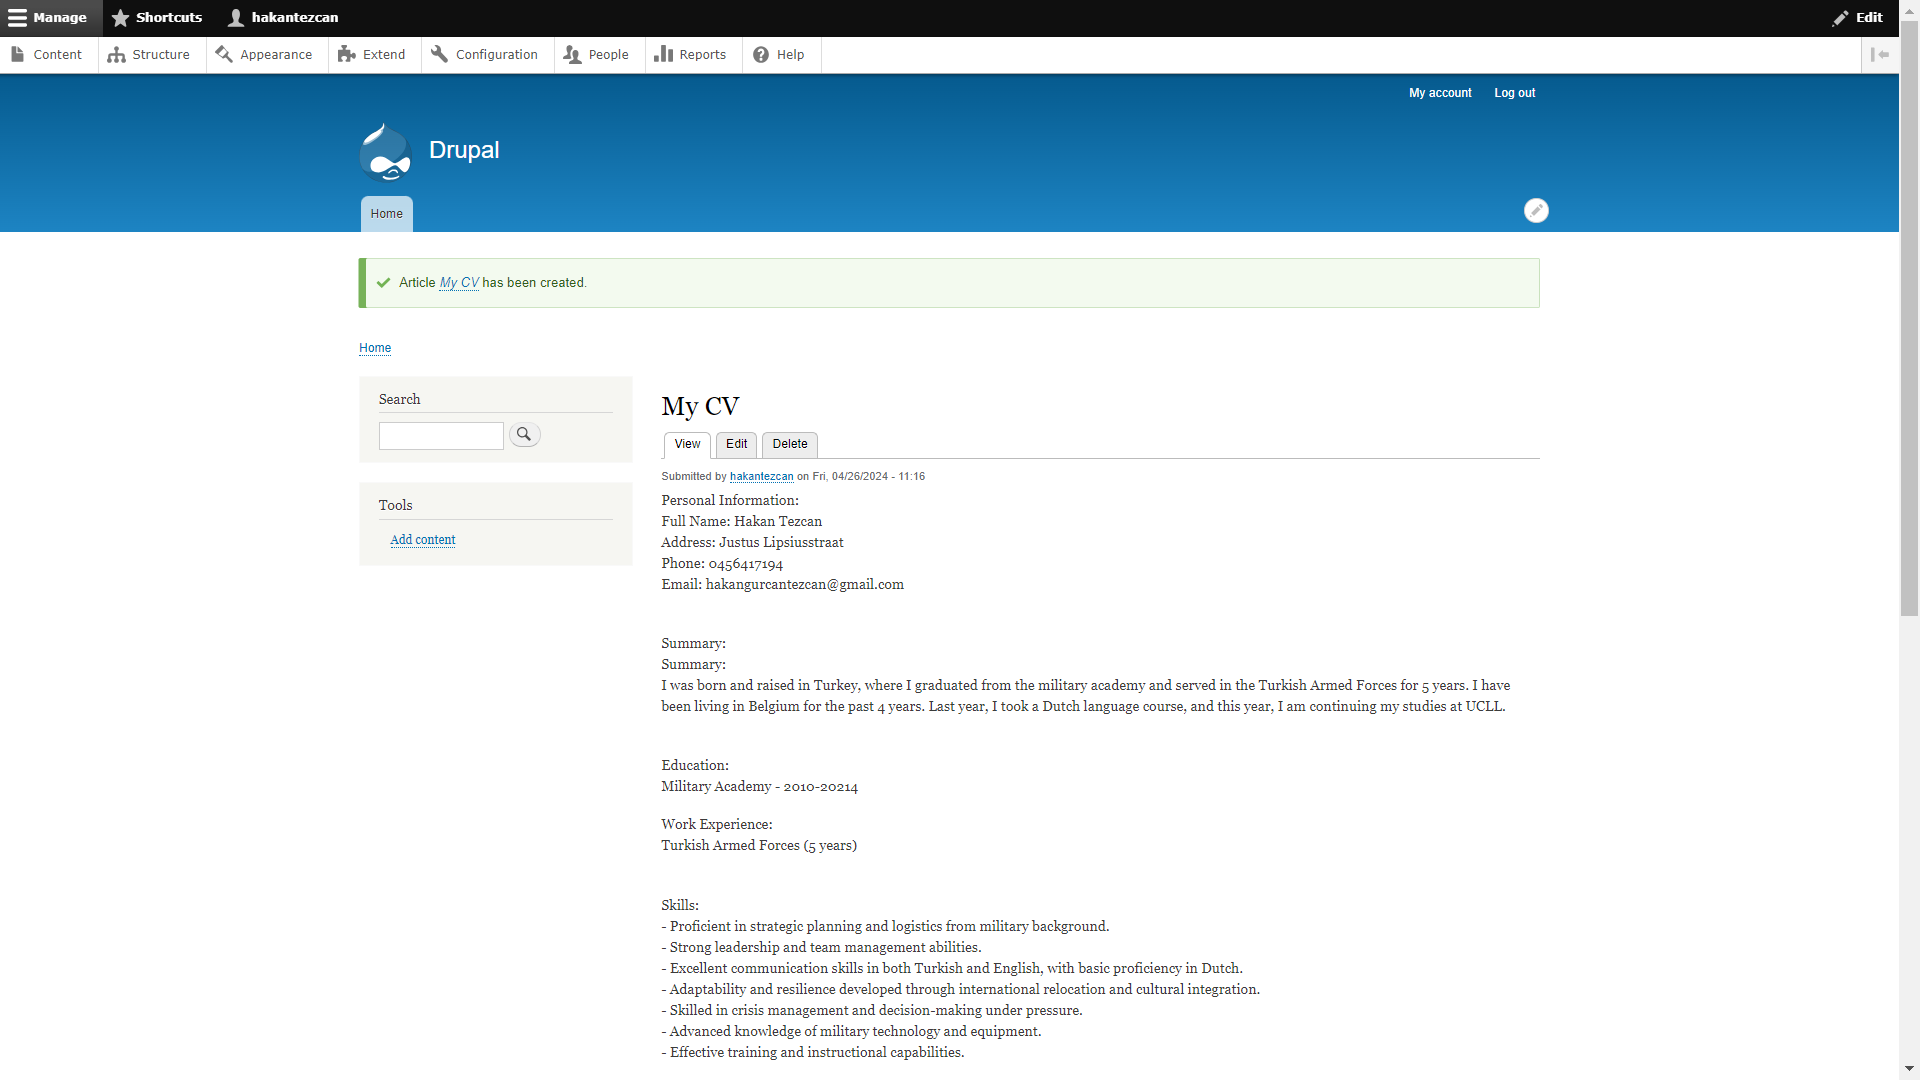 Manage Shortcuts hakantezcan Edit
Content Structure Appearance Extend Configuration People Reports Help
My account Log out
Drupal
Home
Article My CV has been created.
Home
Search
Tools
Add content
My CV
View Edit Delete
Submitted by hakantezcan on Fri, 04/26/2024 - 11:16
Personal Information:
Full Name: Hakan Tezcan
Address: Justus Lipsiusstraat
Phone: 0456417194
Email: hakangurcantezcan@gmail.com
Summary:
Summary:
I was born and raised in Turkey, where I graduated from the military academy and served in the Turkish Armed Forces for 5 years. I have
been living in Belgium for the past 4 years. Last year, I took a Dutch language course, and this year, I am continuing my studies at UCLL.
Education:
Military Academy - 2010-20214
Work Experience:
Turkish Armed Forces (5 years)
Skills:
- Proficient in strategic planning and logistics from military background.
- Strong leadership and team management abilities.
- Excellent communication skills in both Turkish and English, with basic proficiency in Dutch.
- Adaptability and resilience developed through international relocation and cultural integration.
- Skilled in crisis management and decision-making under pressure.
- Advanced knowledge of military technology and equipment.
- Effective training and instructional capabilities.